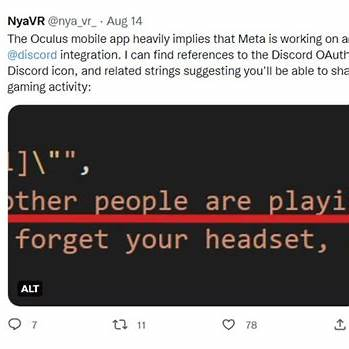 NyaVR @nya_vr_ · Aug 14
The Oculus mobile app heavily implies that Meta is working on a
@discord integration. I can find references to the Discord OAuth
Discord icon, and related strings suggesting you'll be able to sha
gaming activity:
]\"",
other people are playi
forget your headset,
ALT
7 11 78